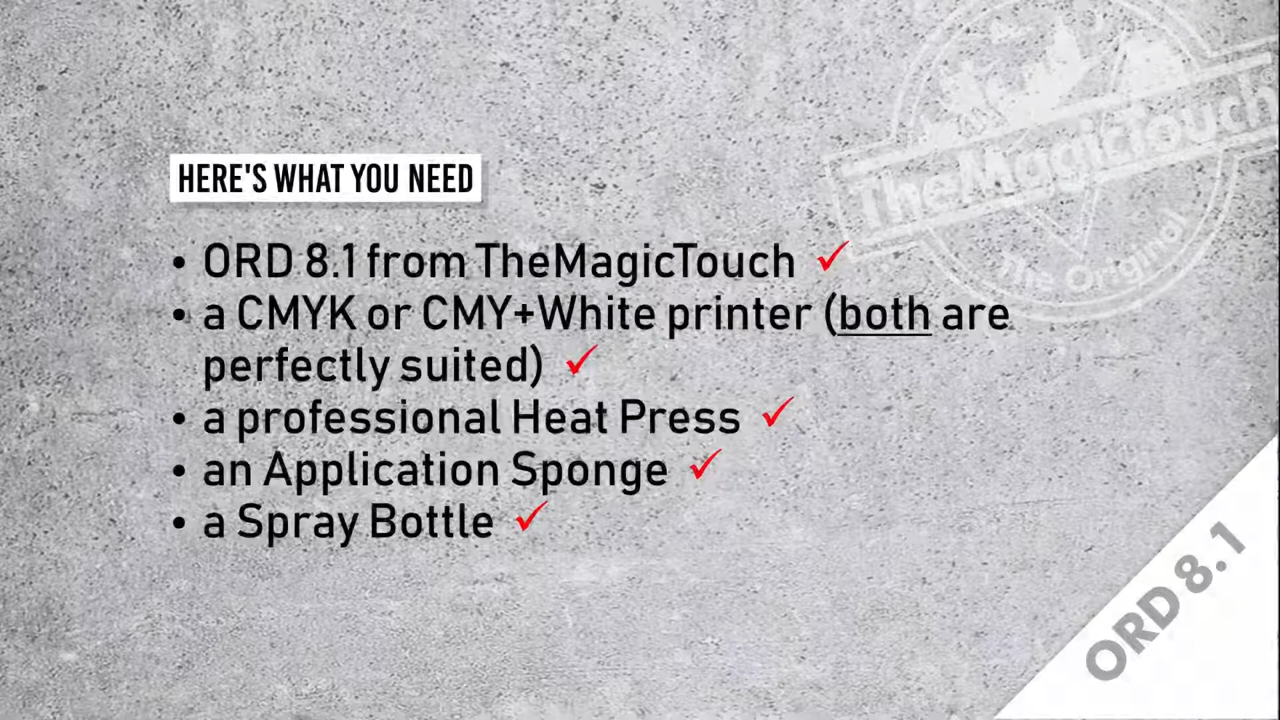 TheMagicTouch
The Original
HERE'S WHAT YOU NEED
• ORD 8.1 from TheMagicTouch ✓
• a CMYK or CMY+White printer (both are
perfectly suited) ✓
• a professional Heat Press ✓
• an Application Sponge ✓
• a Spray Bottle ✓
ORD 8.1